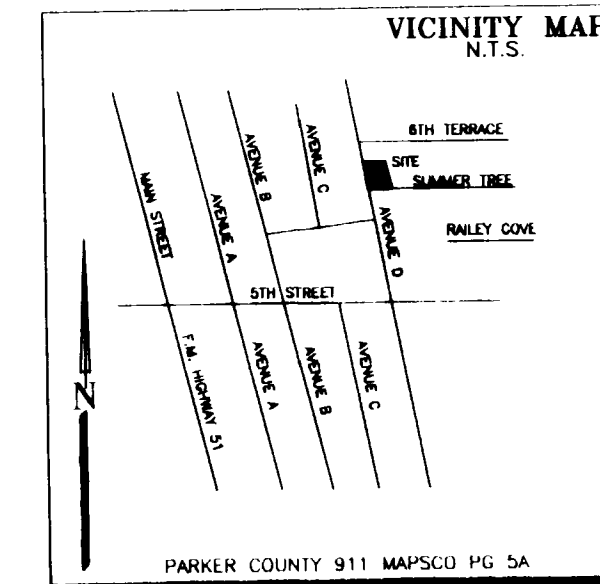 VICINITY MAP
N.T.S.
6TH TERRACE
SITE
SUMMER TREE
RAILEY COVE
MAIN STREET
AVENUE A
AVENUE B
AVENUE C
AVENUE D
5TH STREET
F.M. HIGHWAY 51
AVENUE A
AVENUE B
AVENUE C
N
PARKER COUNTY 911 MAPSCO PG 5A